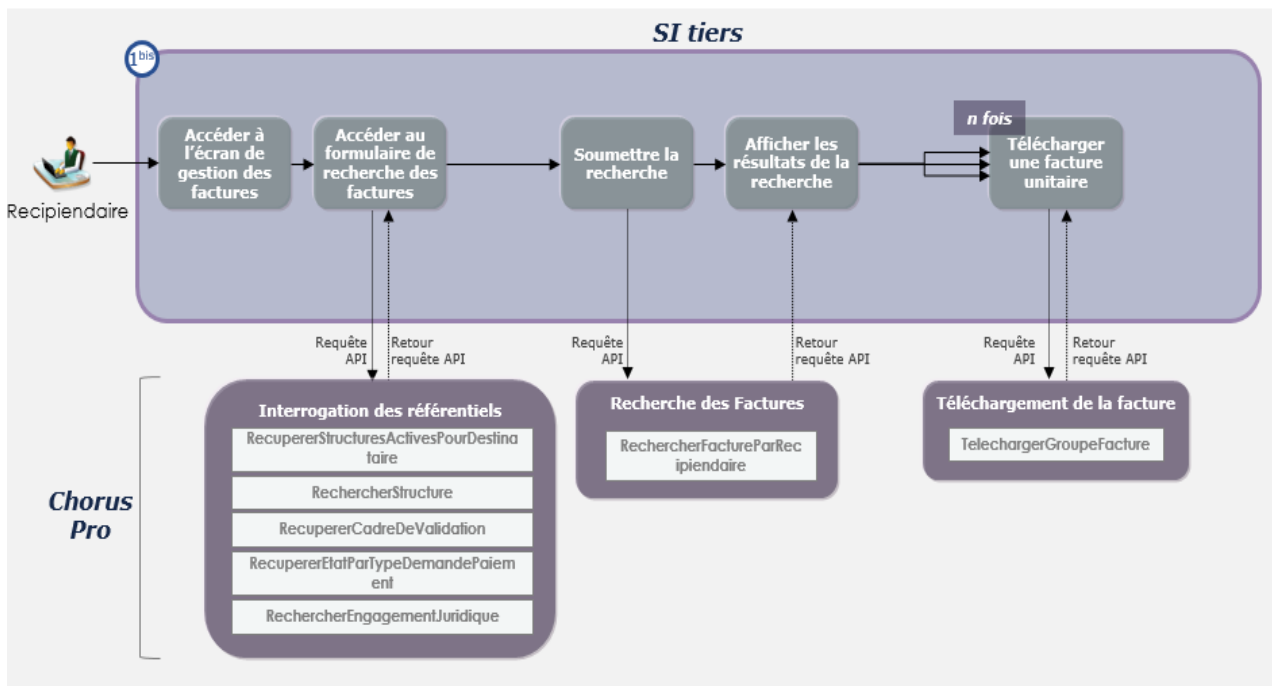 SI tiers
1bis
Recipiendaire
Accéder à
l'écran de
gestion des
factures
Accéder au
formulaire de
recherche des
factures
Soumettre la
recherche
Afficher les
résultats de la
recherche
n fois
Télécharger
une facture
unitaire
Requête
API
Retour
requête API
Requête
API
Retour
requête API
Requête
API
Retour
requête API
Chorus
Pro
Interrogation des référentiels
RecupererStructuresActivesPourDestina
taire
RechercherStructure
RecupererCadreDeValidation
RecupererEtatParTypeDemandePaiem
ent
RechercherEngagementJuridique
Recherche des Factures
RechercherFactureParRec
ipiendaire
Téléchargement de la facture
TelechargerGroupeFacture